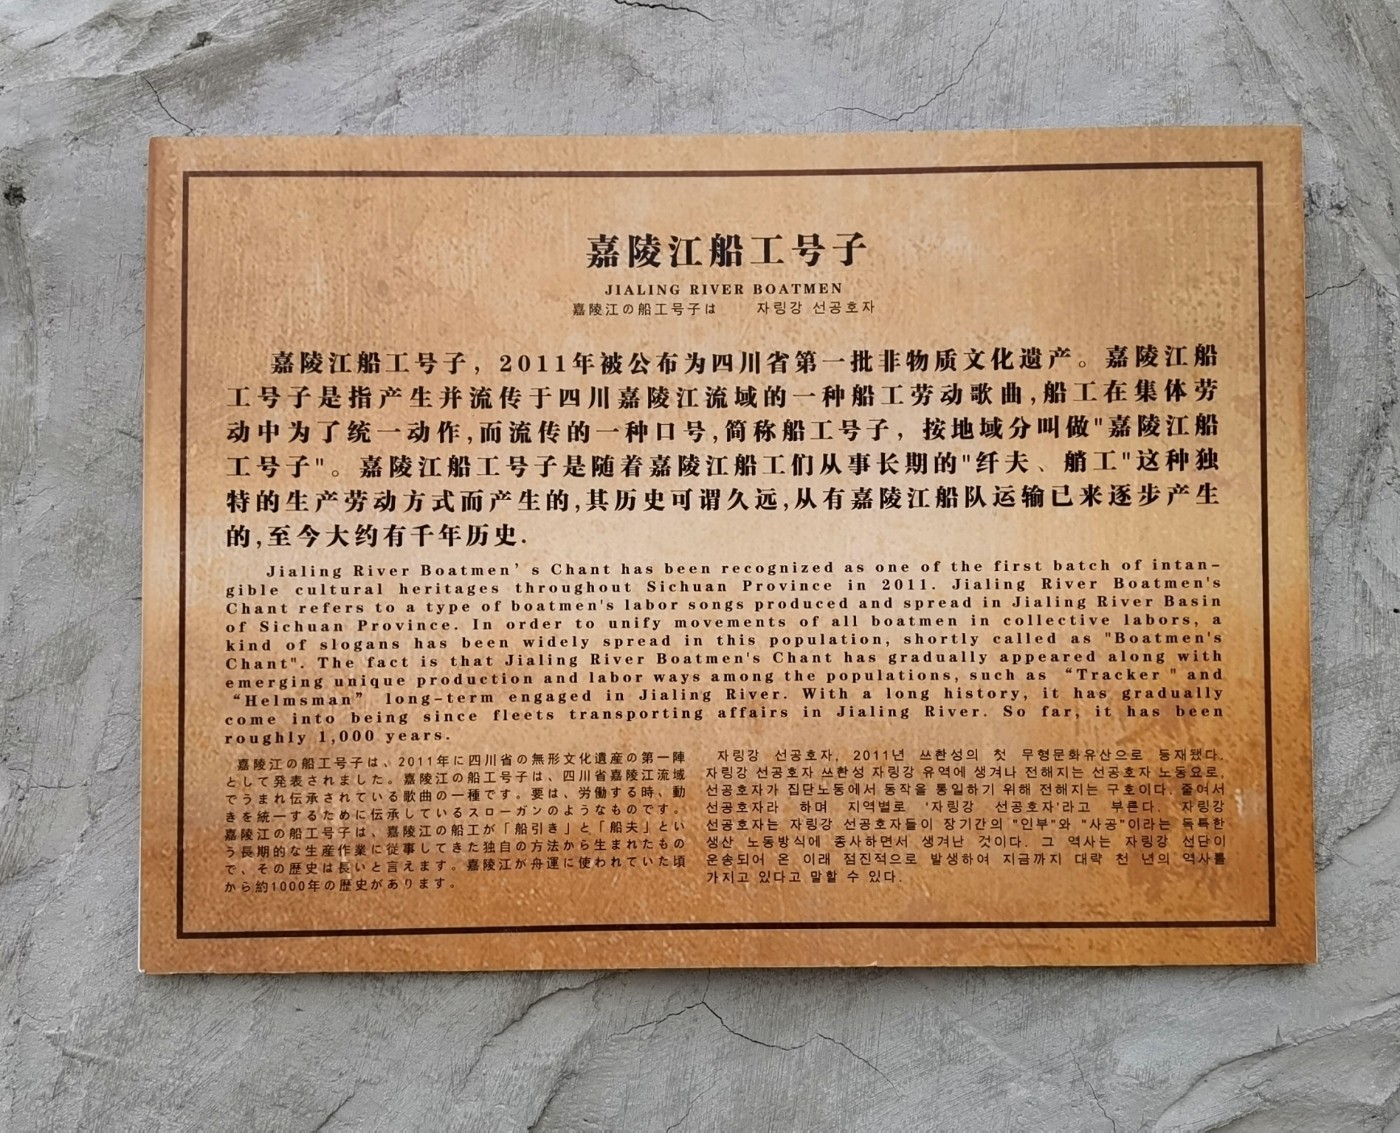 嘉陵江船工号子
JIALING RIVER BOATMEN
嘉陵江の船工号子は 자링강 선공호자
嘉陵江船工号子，2011年被公布为四川省第一批非物质文化遗产。嘉陵江船
工号子是指产生并流传于四川嘉陵江流域的一种船工劳动歌曲,船工在集体劳
动中为了统一动作,而流传的一种口号,简称船工号子，按地域分叫做"嘉陵江船
工号子"。嘉陵江船工号子是随着嘉陵江船工们从事长期的"纤夫、艄工"这种独
特的生产劳动方式而产生的,其历史可谓久远,从有嘉陵江船队运输已来逐步产生
的,至今大约有千年历史.
Jialing River Boatmen’s Chant has been recognized as one of the first batch of intan-
gible cultural heritages throughout Sichuan Province in 2011. Jialing River Boatmen's
Chant refers to a type of boatmen's labor songs produced and spread in Jialing River Basin
of Sichuan Province. In order to unify movements of all boatmen in collective labors, a
kind of slogans has been widely spread in this population, shortly called as "Boatmen's
Chant". The fact is that Jialing River Boatmen's Chant has gradually appeared along with
emerging unique production and labor ways among the populations, such as “Tracker" and
“Helmsman” long-term engaged in Jialing River. With a long history, it has gradually
come into being since fleets transporting affairs in Jialing River. So far, it has been
roughly 1,000 years.
嘉陵江の船工号子は、2011年に四川省の無形文化遺産の第一陣
として発表されました。嘉陵江の船工号子は、四川省嘉陵江流域
でうまれ伝承されている歌曲の一種です。要は、労働する時、動
きを統一するために伝承しているスローガンのようなものです。
嘉陵江の船工号子は、嘉陵江の船工が「船引き」と「船夫」とい
う長期的な生産作業に従事してきた独自の方法から生まれたもの
で、その歴史は長いと言えます。嘉陵江が舟運に使われていた頃
から約1000年の歴史があります。
자링강 선공호자, 2011년 쓰촨성의 첫 무형문화유산으로 등재됐다.
자링강 선공호자 쓰촨성 자링강 유역에 생겨나 전해지는 선공호자 노동요로,
선공호자가 집단노동에서 동작을 통일하기 위해 전해지는 구호이다. 줄여서
선공호자라 하며 지역별로 '자링강 선공호자'라고 부른다. 자링강
선공호자는 자링강 선공호자들이 장기간의 "인부"와 "사공"이라는 독특한
생산 노동방식에 종사하면서 생겨난 것이다. 그 역사는 자링강 선단이
운송되어 온 이래 점진적으로 발생하여 지금까지 대략 천 년의 역사를
가지고 있다고 말할 수 있다.